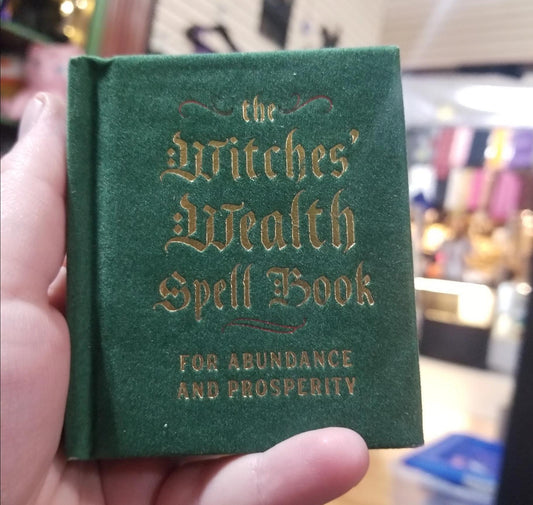 the
Witches'
Wealth
Spell Book
FOR ABUNDANCE
AND PROSPERITY